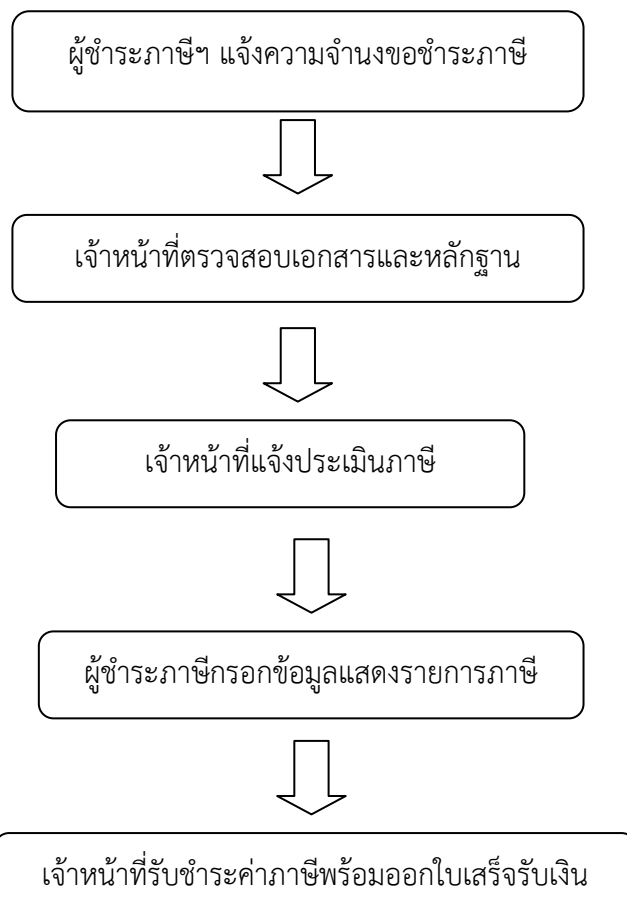 ผู้ชำระภาษีฯ แจ้งความจำนงขอชำระภาษี
เจ้าหน้าที่ตรวจสอบเอกสารและหลักฐาน
เจ้าหน้าที่แจ้งประเมินภาษี
ผู้ชำระภาษีกรอกข้อมูลแสดงรายการภาษี
เจ้าหน้าที่รับชำระค่าภาษีพร้อมออกใบเสร็จรับเงิน